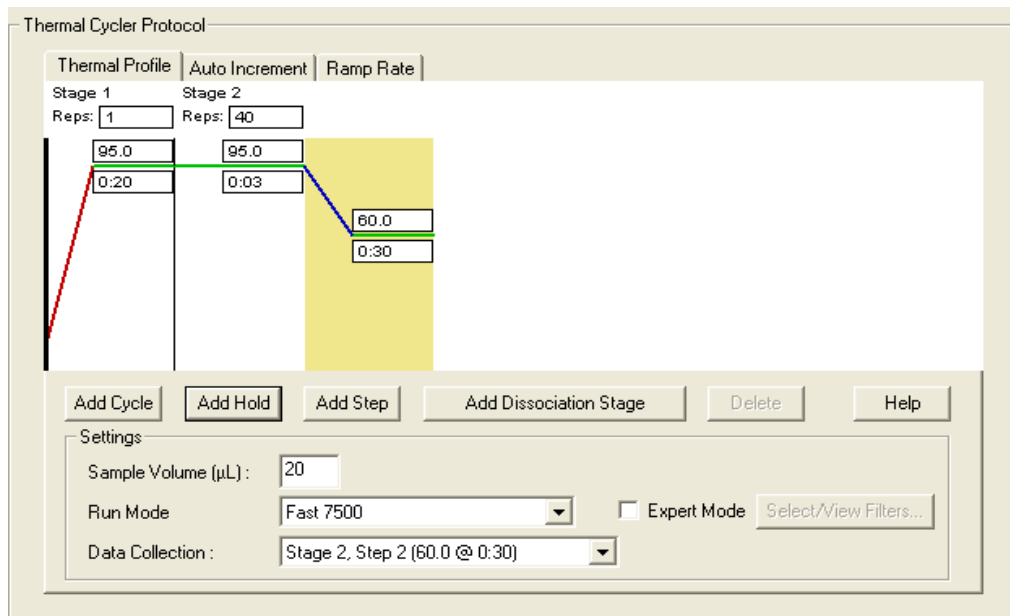 Thermal Cycler Protocol
Thermal Profile Auto Increment Ramp Rate
Stage 1 Stage 2
Reps: 1 Reps: 40
95.0 95.0
0:20 0:03
60.0
0:30
Add Cycle Add Hold Add Step Add Dissociation Stage Delete Help
Settings
Sample Volume (µL) : 20
Run Mode Fast 7500 Expert Mode Select/View Filters...
Data Collection : Stage 2, Step 2 (60.0 @ 0:30)